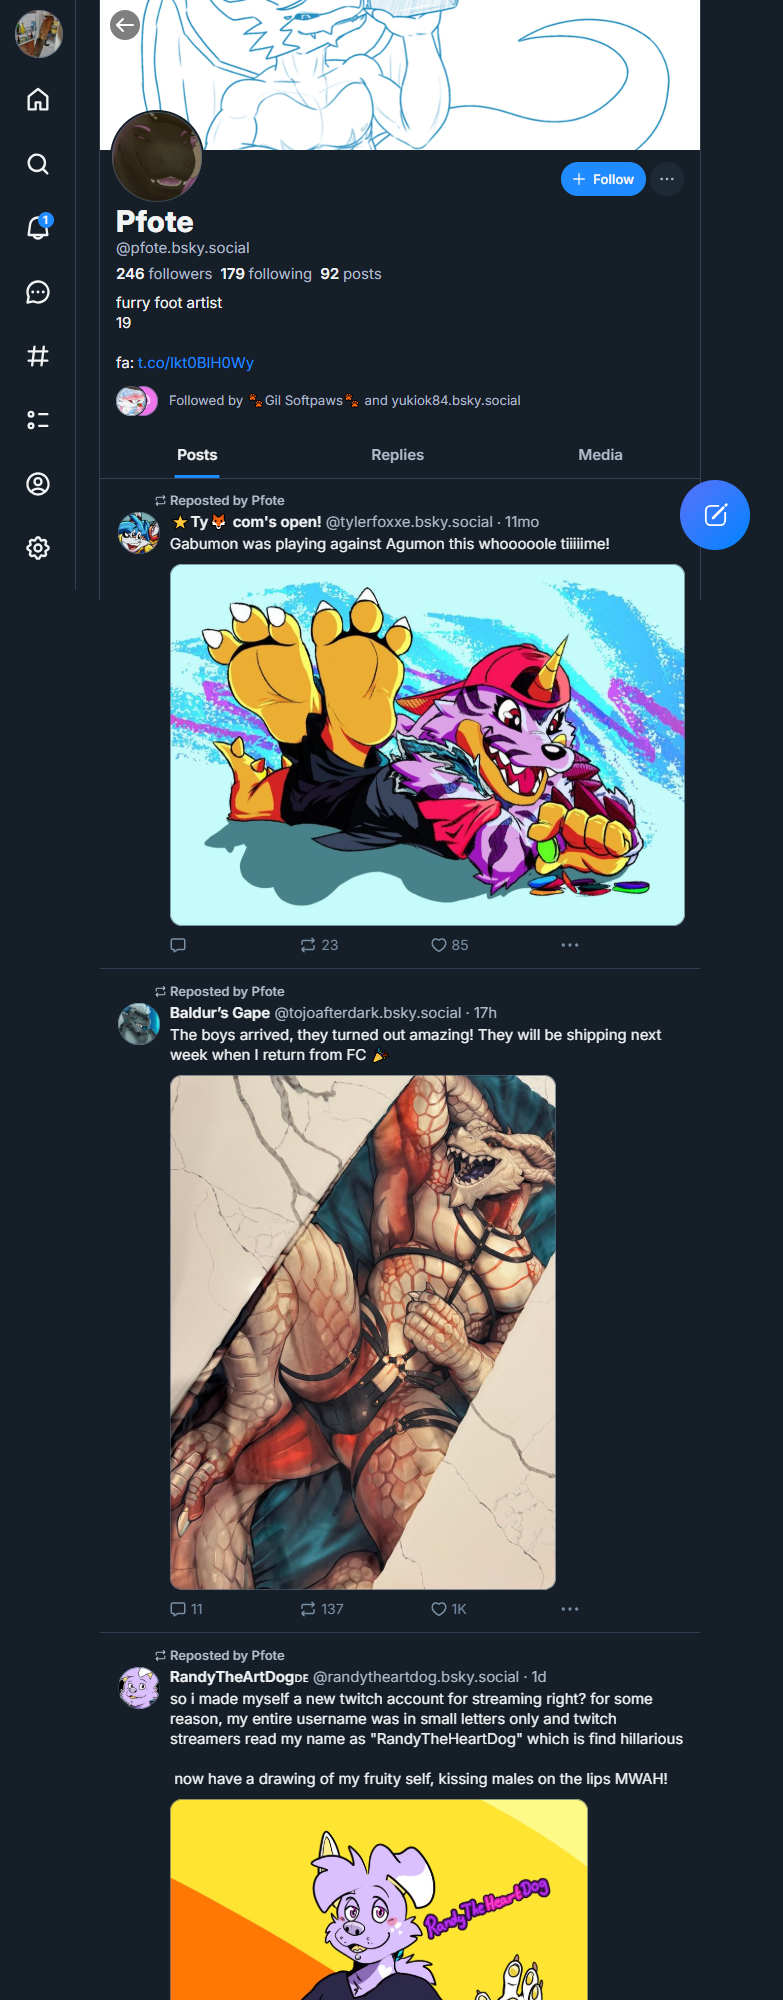 1
Follow
Pfote
@pfote.bsky.social
246 followers 179 following 92 posts
furry foot artist
19
fa: t.co/lkt0BIH0Wy
Followed by 🐾Gil Softpaws🐾 and yukiok84.bsky.social
Posts Replies Media
Reposted by Pfote
⭐Ty🦊 com's open! @tylerfoxxe.bsky.social · 11mo
Gabumon was playing against Agumon this whooooole tiiiiime!
23 85
Reposted by Pfote
Baldur's Gape @tojoafterdark.bsky.social · 17h
The boys arrived, they turned out amazing! They will be shipping next
week when I return from FC 🎉
11 137 1K
Reposted by Pfote
RandyTheArtDogDE @randytheartdog.bsky.social · 1d
so i made myself a new twitch account for streaming right? for some
reason, my entire username was in small letters only and twitch
streamers read my name as "RandyTheHeartDog" which is find hillarious
now have a drawing of my fruity self, kissing males on the lips MWAH!
RandyTheHeartDog